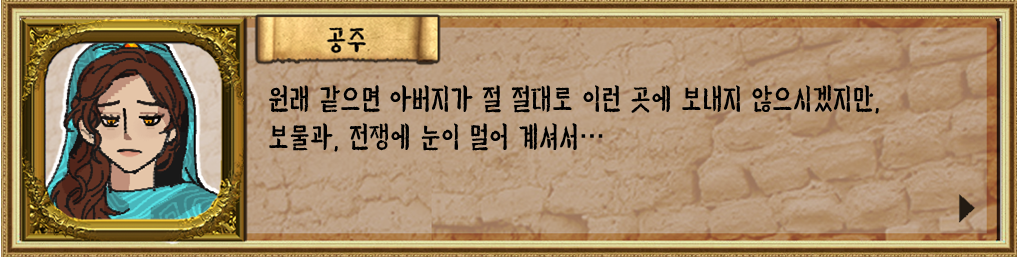 공주
원래 같으면 아버지가 절 절대로 이런 곳에 보내지 않으시겠지만,
보물과, 전쟁에 눈이 멀어 계셔서…